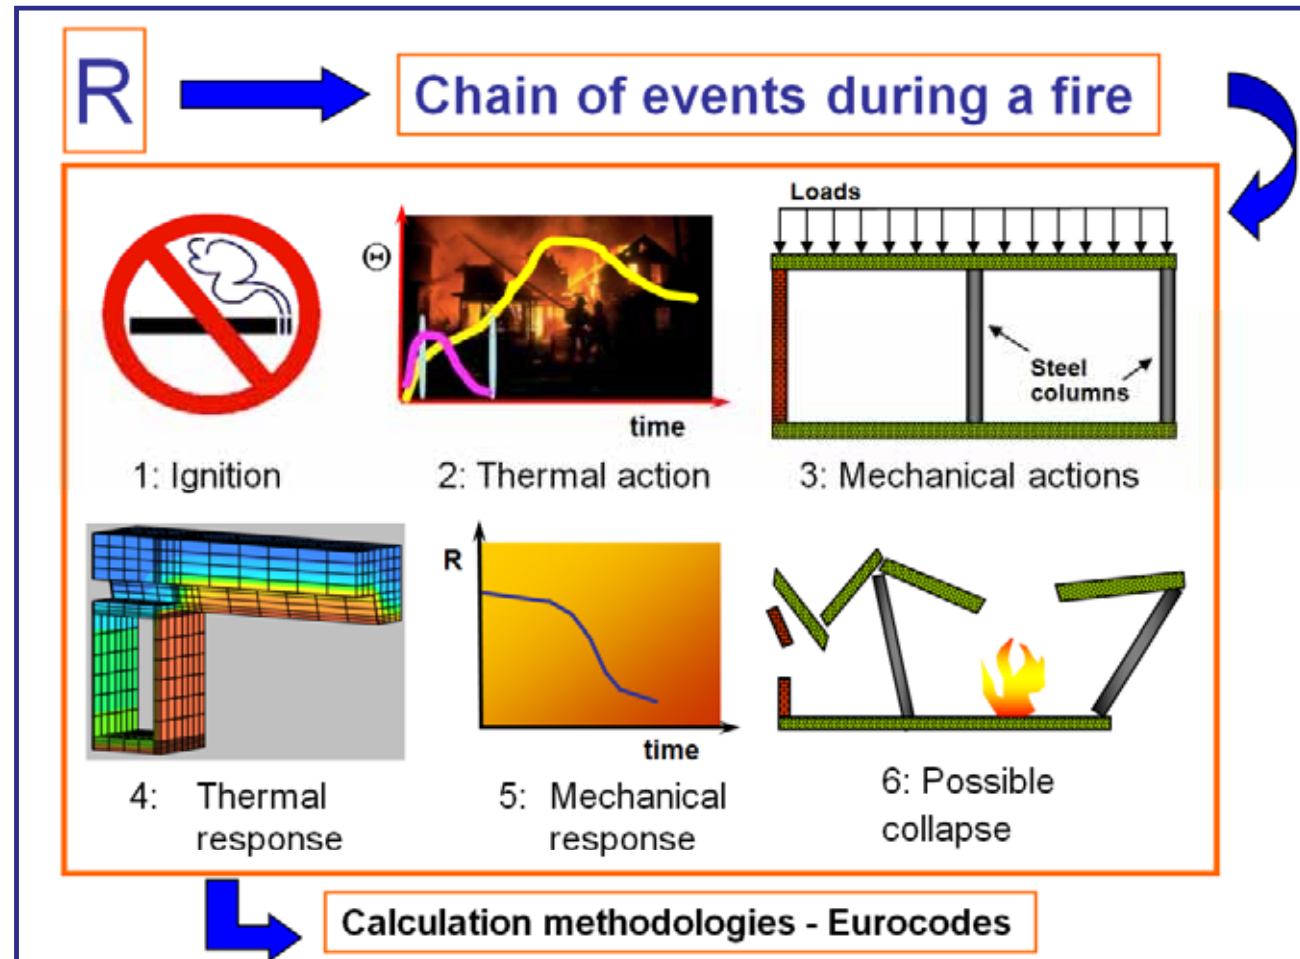 R
Chain of events during a fire
Θ
time
Loads
Steel
columns
1: Ignition
2: Thermal action
3: Mechanical actions
R
time
4: Thermal
response
5: Mechanical
response
6: Possible
collapse
Calculation methodologies - Eurocodes